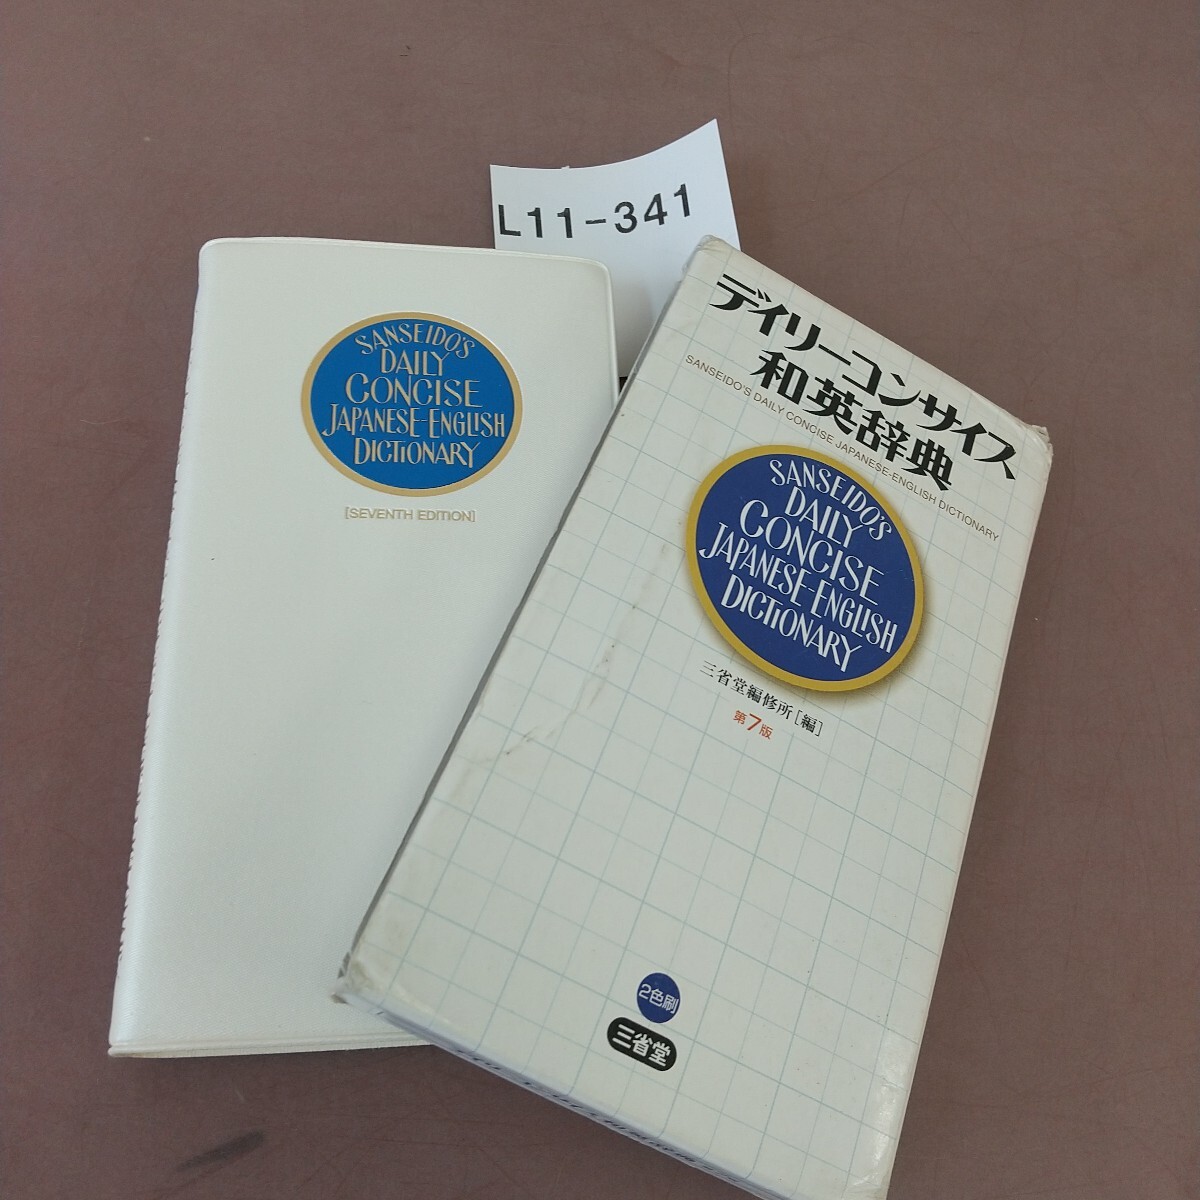 L11-341
SANSEIDO'S
DAILY
CONCISE
JAPANESE-ENGLISH
DICTIONARY
[SEVENTH EDITION]
デイリーコンサイス
和英辞典
SANSEIDO'S DAILY CONCISE JAPANESE-ENGLISH DICTIONARY
SANSEIDO'S
DAILY
CONCISE
JAPANESE-ENGLISH
DICTIONARY
三省堂編修所[編]
第7版
2色刷
三省堂